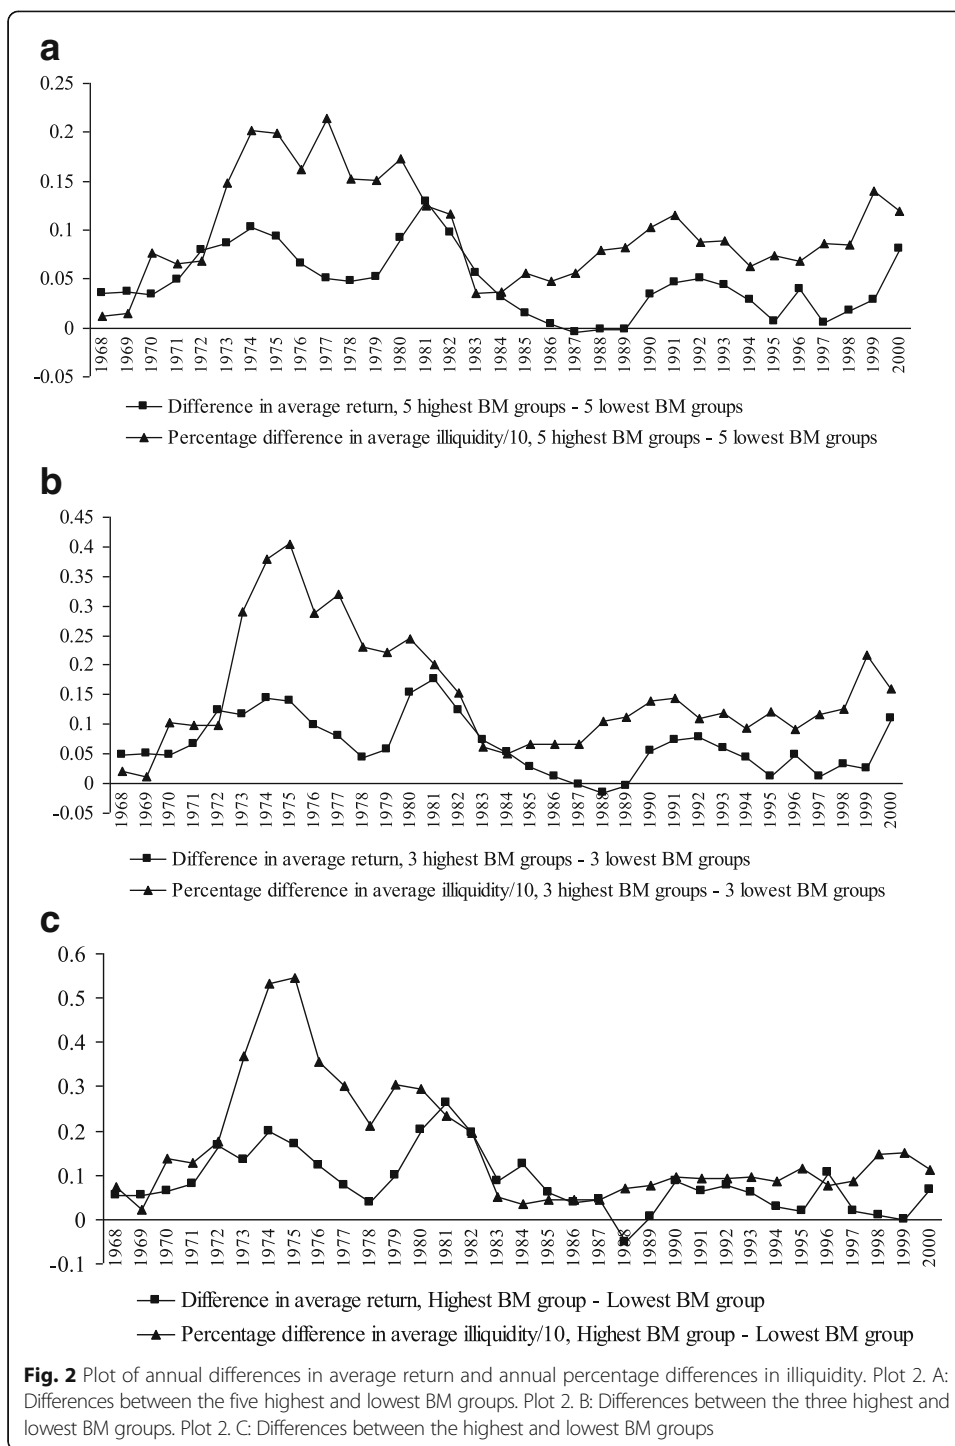 a
0.25
0.2
0.15
0.1
0.05
0
-0.05
1968 1969 1970 1971 1972 1973 1974 1975 1976 1977 1978 1979 1980 1981 1982 1983 1984 1985 1986 1987 1988 1989 1990 1991 1992 1993 1994 1995 1996 1997 1998 1999 2000
Difference in average return, 5 highest BM groups - 5 lowest BM groups
Percentage difference in average illiquidity/10, 5 highest BM groups - 5 lowest BM groups
b
0.45
0.4
0.35
0.3
0.25
0.2
0.15
0.1
0.05
0
-0.05
1968 1969 1970 1971 1972 1973 1974 1975 1976 1977 1978 1979 1980 1981 1982 1983 1984 1985 1986 1987 1988 1989 1990 1991 1992 1993 1994 1995 1996 1997 1998 1999 2000
Difference in average return, 3 highest BM groups - 3 lowest BM groups
Percentage difference in average illiquidity/10, 3 highest BM groups - 3 lowest BM groups
c
0.6
0.5
0.4
0.3
0.2
0.1
0
-0.1
1968 1969 1970 1971 1972 1973 1974 1975 1976 1977 1978 1979 1980 1981 1982 1983 1984 1985 1986 1987 1988 1989 1990 1991 1992 1993 1994 1995 1996 1997 1998 1999 2000
Difference in average return, Highest BM group - Lowest BM group
Percentage difference in average illiquidity/10, Highest BM group - Lowest BM group
Fig. 2 Plot of annual differences in average return and annual percentage differences in illiquidity. Plot 2. A:
Differences between the five highest and lowest BM groups. Plot 2. B: Differences between the three highest and
lowest BM groups. Plot 2. C: Differences between the highest and lowest BM groups